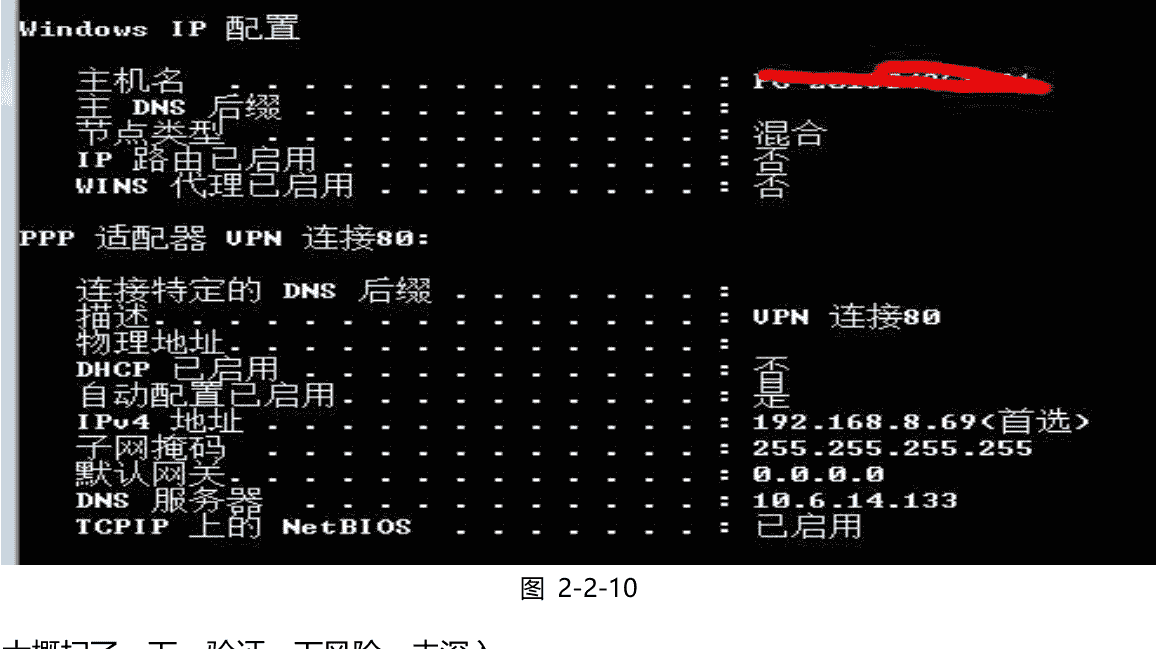 Windows IP 配置
主机名 . . . . . . . . . . . . . :
主 DNS 后缀 . . . . . . . . . . . :
节点类型 . . . . . . . . . . . . : 混合
IP 路由已启用 . . . . . . . . . . : 否
WINS 代理已启用 . . . . . . . . . : 否
PPP 适配器 VPN 连接80:
连接特定的 DNS 后缀 . . . . . . . :
描述. . . . . . . . . . . . . . . : VPN 连接80
物理地址. . . . . . . . . . . . . :
DHCP 已启用 . . . . . . . . . . . : 否
自动配置已启用. . . . . . . . . . : 是
IPv4 地址 . . . . . . . . . . . . : 192.168.8.69<首选>
子网掩码 . . . . . . . . . . . . : 255.255.255.255
默认网关. . . . . . . . . . . . . : 0.0.0.0
DNS 服务器 . . . . . . . . . . . : 10.6.14.133
TCPIP 上的 NetBIOS . . . . . . . : 已启用
图 2-2-10